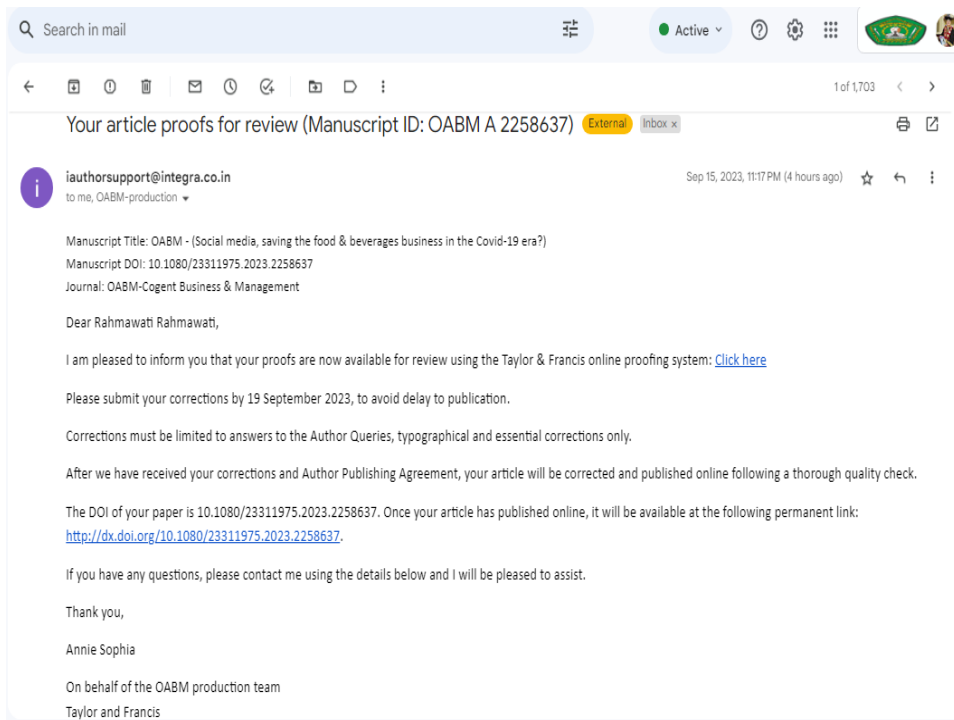 Search in mail
Active
1 of 1,703
Your article proofs for review (Manuscript ID: OABM A 2258637) External Inbox x
i
iauthorsupport@integra.co.in
Sep 15, 2023, 11:17 PM (4 hours ago)
to me, OABM-production
Manuscript Title: OABM - (Social media, saving the food & beverages business in the Covid-19 era?)
Manuscript DOI: 10.1080/23311975.2023.2258637
Journal: OABM-Cogent Business & Management
Dear Rahmawati Rahmawati,
I am pleased to inform you that your proofs are now available for review using the Taylor & Francis online proofing system: Click here
Please submit your corrections by 19 September 2023, to avoid delay to publication.
Corrections must be limited to answers to the Author Queries, typographical and essential corrections only.
After we have received your corrections and Author Publishing Agreement, your article will be corrected and published online following a thorough quality check.
The DOI of your paper is 10.1080/23311975.2023.2258637. Once your article has published online, it will be available at the following permanent link:
http://dx.doi.org/10.1080/23311975.2023.2258637.
If you have any questions, please contact me using the details below and I will be pleased to assist.
Thank you,
Annie Sophia
On behalf of the OABM production team
Taylor and Francis